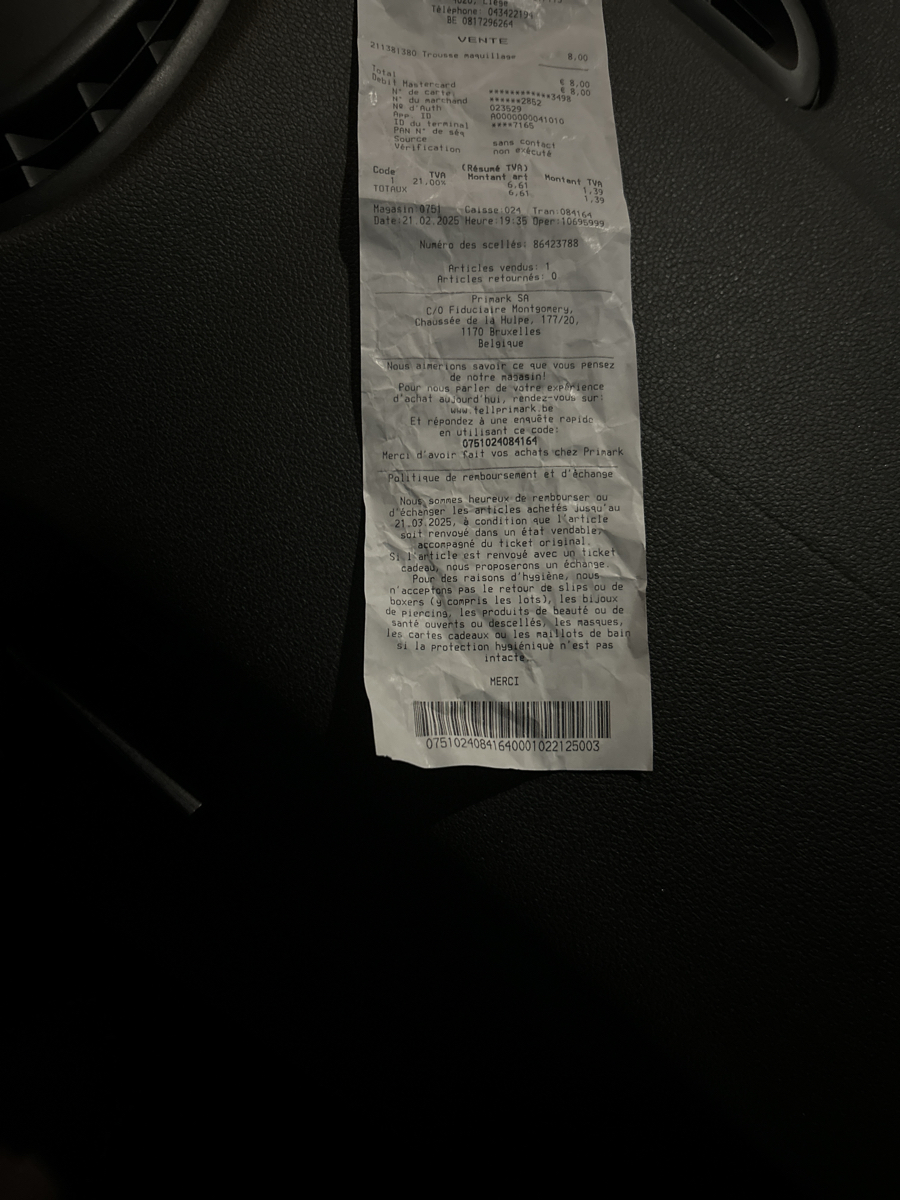 4020, Liège
Téléphone: 043422194
BE 0817296264
VENTE
211381380 Trousse maquillage 8,00
Total € 8,00
Debit Mastercard € 8,00
N° de carte: ************3498
N° du marchand ******2852
N° d'Auth 023529
App. ID A0000000041010
ID du terminal ****7165
PAN N° de séq
Source sans contact
Vérification non exécuté
(Résumé TVA)
Code TVA Montant art Montant TVA
1 21.00% 6,61 1,39
TOTAUX 6,61 1,39
Magasin:0751 Caisse:024 Tran:084164
Date:21.02.2025 Heure:19:35 Oper:10695999
Numéro des scellés: 86423788
Articles vendus: 1
Articles retournés: 0
Primark SA
C/O Fiduciaire Montgomery,
Chaussée de la Hulpe, 177/20,
1170 Bruxelles
Belgique
Nous aimerions savoir ce que vous pensez
de notre magasin!
Pour nous parler de votre expérience
d'achat aujourd'hui, rendez-vous sur:
www.tellprimark.be
Et répondez à une enquête rapide
en utilisant ce code:
0751024084164
Merci d'avoir fait vos achats chez Primark
Politique de remboursement et d'échange
Nous sommes heureux de rembourser ou
d'échanger les articles achetés jusqu'au
21.03.2025, à condition que l'article
soit renvoyé dans un état vendable,
accompagné du ticket original.
Si l'article est renvoyé avec un ticket
cadeau, nous proposerons un échange.
Pour des raisons d'hygiène, nous
n'acceptons pas le retour de slips ou de
boxers (y compris les lots), les bijoux
de piercing, les produits de beauté ou de
santé ouverts ou descellés, les masques,
les cartes cadeaux ou les maillots de bain
si la protection hygiénique n'est pas
intacte.
MERCI
07510240841640001022125003